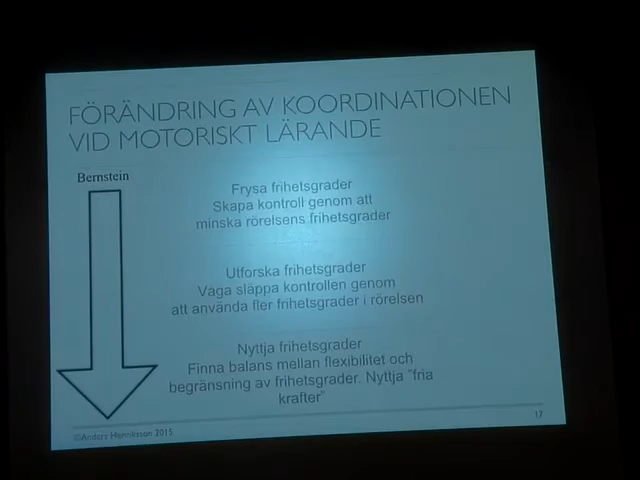 FÖRÄNDRING AV KOORDINATIONEN
VID MOTORISKT LÄRANDE
Bernstein
Frysa frihetsgrader
Skapa kontroll genom att
minska rörelsens frihetsgrader
Utforska frihetsgrader
Våga släppa kontrollen genom
att använda fler frihetsgrader i rörelsen
Nyttja frihetsgrader
Finna balans mellan flexibilitet och
begränsning av frihetsgrader. Nyttja "fria
krafter"
17
©Anders Henriksson 2015